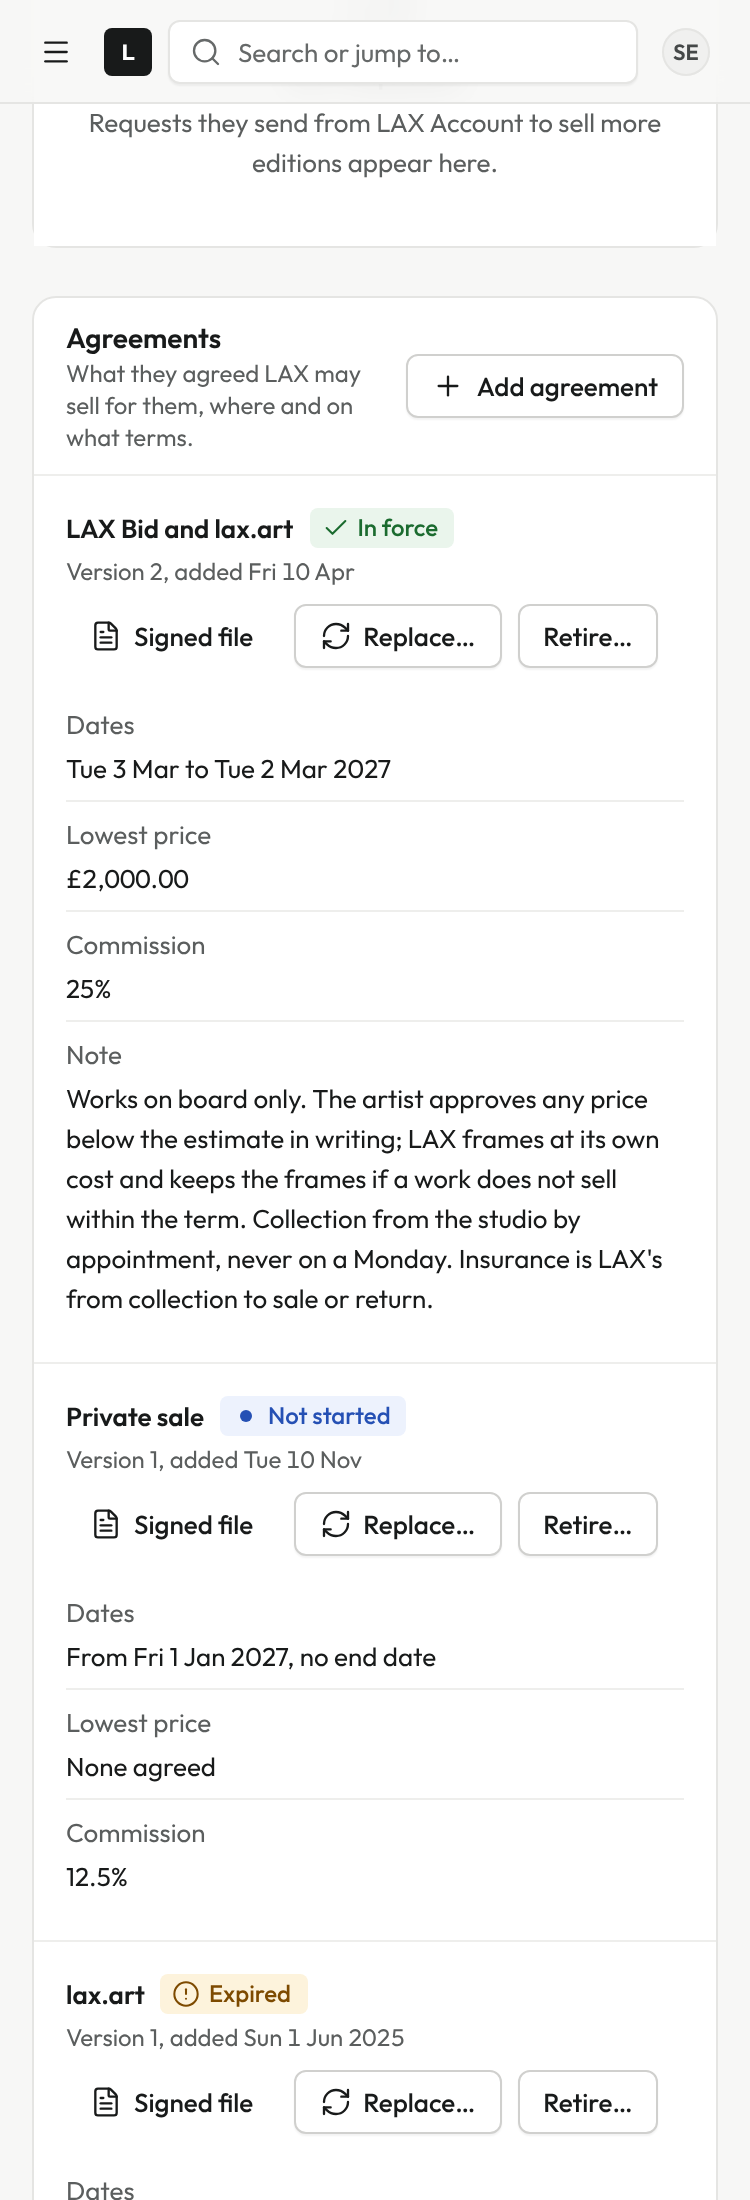 L
Search or jump to...
SE
Requests they send from LAX Account to sell more
editions appear here.
Agreements
What they agreed LAX may
sell for them, where and on
what terms.
Add agreement
LAX Bid and lax.art
In force
Version 2, added Fri 10 Apr
Signed file
Replace...
Retire...
Dates
Tue 3 Mar to Tue 2 Mar 2027
Lowest price
£2,000.00
Commission
25%
Note
Works on board only. The artist approves any price
below the estimate in writing; LAX frames at its own
cost and keeps the frames if a work does not sell
within the term. Collection from the studio by
appointment, never on a Monday. Insurance is LAX's
from collection to sale or return.
Private sale
Not started
Version 1, added Tue 10 Nov
Signed file
Replace...
Retire...
Dates
From Fri 1 Jan 2027, no end date
Lowest price
None agreed
Commission
12.5%
lax.art
Expired
Version 1, added Sun 1 Jun 2025
Signed file
Replace...
Retire...
Dates